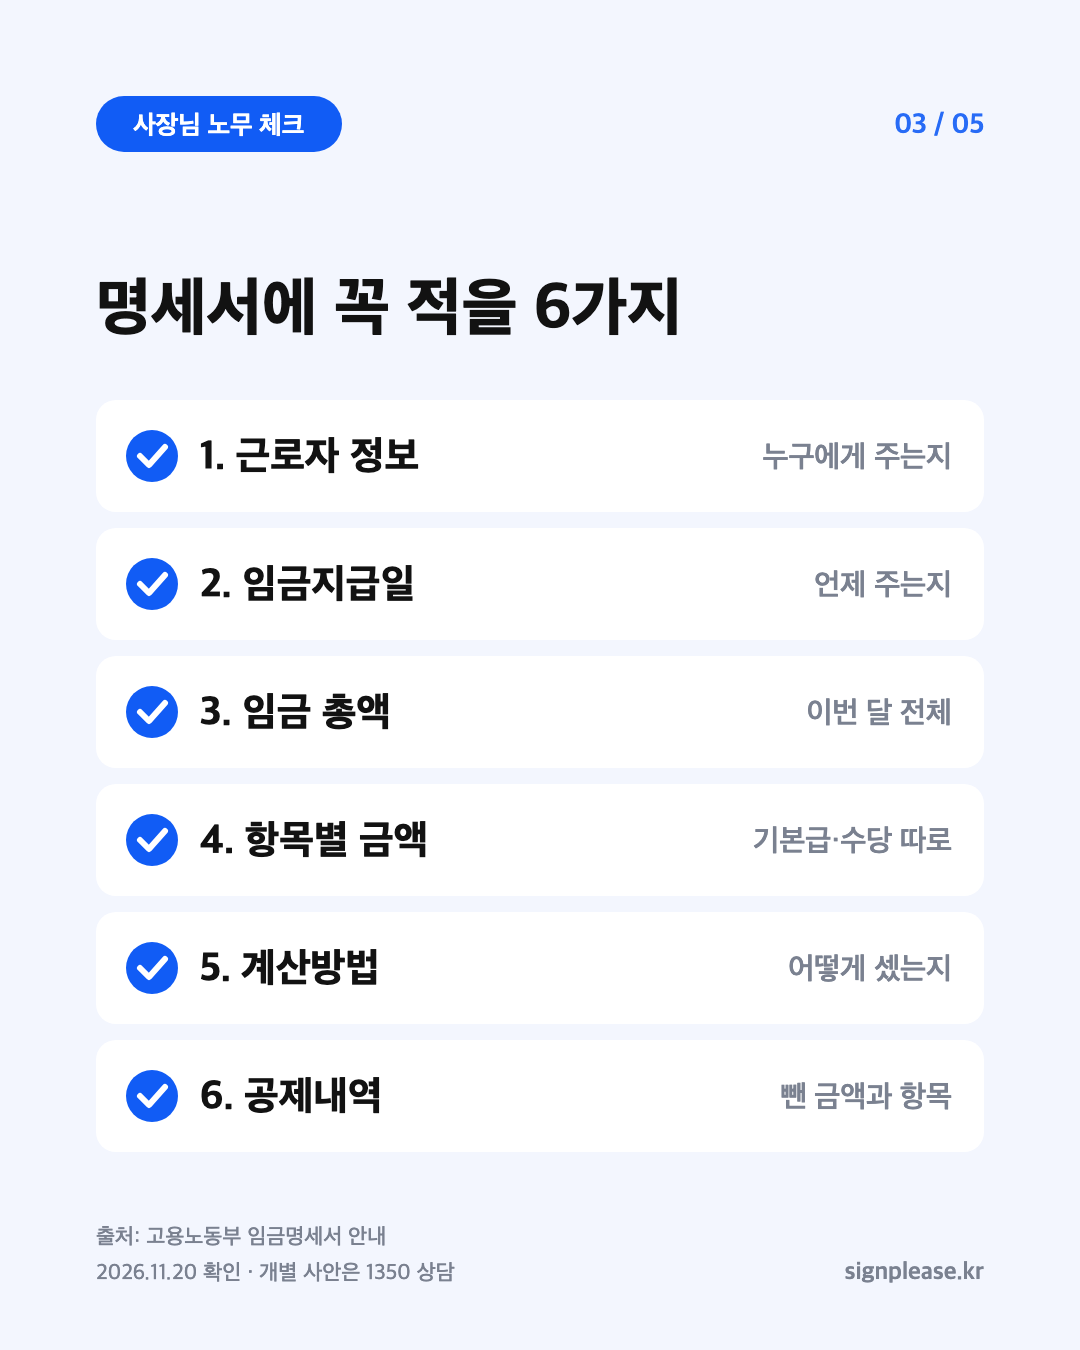 사장님 노무 체크
03 / 05
명세서에 꼭 적을 6가지
1. 근로자 정보 누구에게 주는지
2. 임금지급일 언제 주는지
3. 임금 총액 이번 달 전체
4. 항목별 금액 기본급·수당 따로
5. 계산방법 어떻게 셌는지
6. 공제내역 뺀 금액과 항목
출처: 고용노동부 임금명세서 안내
2026.11.20 확인 · 개별 사안은 1350 상담
signplease.kr